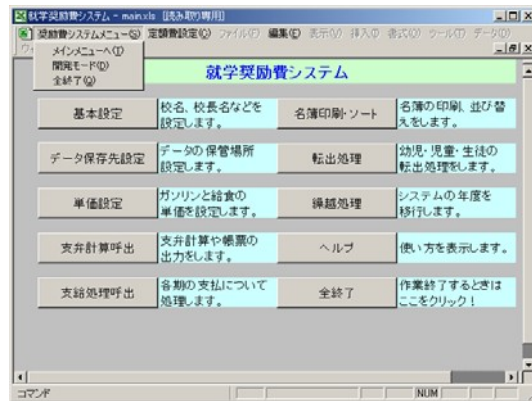 就学奨励費システム - main.xls [読み取り専用]
奨励費システムメニュー(S) 定額費設定(C) ファイル(F) 編集(E) 表示(V) 挿入(I) 書式(O) ツール(T) データ(D)
メインメニューへ(T)
開発モード(D)
全終了(Q)
就学奨励費システム
基本設定
校名、校長名などを
設定します。
名簿印刷・ソート
名簿の印刷、並び替
えをします。
データ保存先設定
データの保管場所
設定します。
転出処理
幼児・児童・生徒の
転出処理をします。
単価設定
ガソリンと給食の
単価を設定します。
繰越処理
システムの年度を
移行します。
支弁計算呼出
支弁計算や帳票の
出力をします。
ヘルプ
使い方を表示します。
支給処理呼出
各期の支払について
処理します。
全終了
作業終了するときは
ここをクリック！
コマンド
NUM